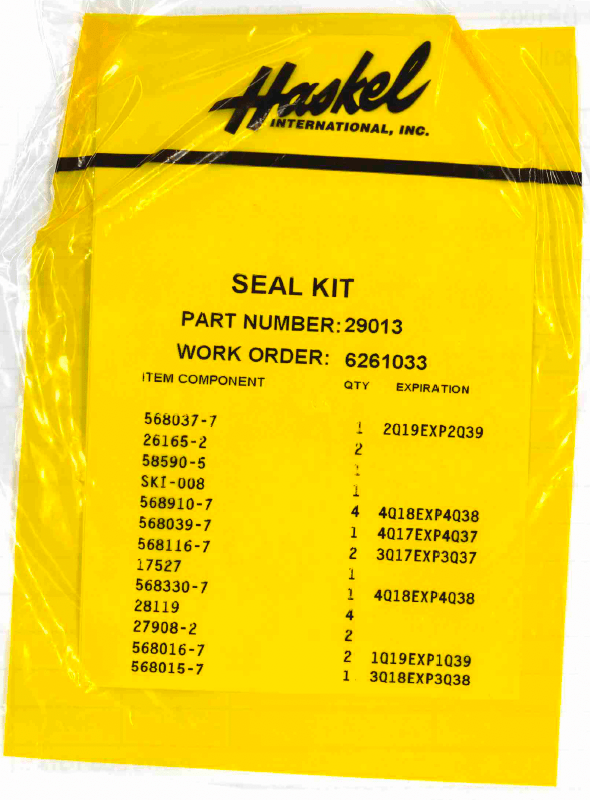 Haskel
INTERNATIONAL, INC.
SEAL KIT
PART NUMBER: 29013
WORK ORDER: 6261033
ITEM COMPONENT QTY EXPIRATION
568037-7 1 2Q19EXP2Q39
26165-2 2
58590-5 1
SKI-008 1
568910-7 4 4Q18EXP4Q38
568039-7 1 4Q17EXP4Q37
568116-7 2 3Q17EXP3Q37
17527 1
568330-7 1 4Q18EXP4Q38
28119 4
27908-2 2
568016-7 2 1Q19EXP1Q39
568015-7 1 3Q18EXP3Q38